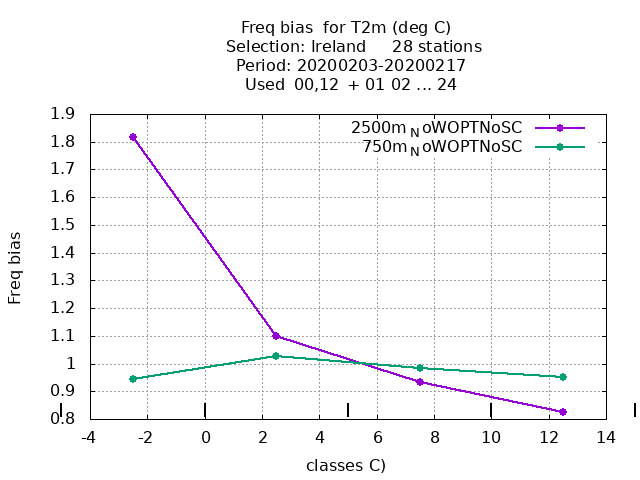 Freq bias  for T2m (deg C)
Selection: Ireland     28 stations
Period: 20200203-20200217
Used  00,12  + 01 02 ... 24
2500m_NoWOPTNoSC
750m_NoWOPTNoSC
1.9
1.8
1.7
1.6
1.5
1.4
1.3
1.2
1.1
1
0.9
0.8
Freq bias
-4 -2 0 2 4 6 8 10 12 14
classes C)